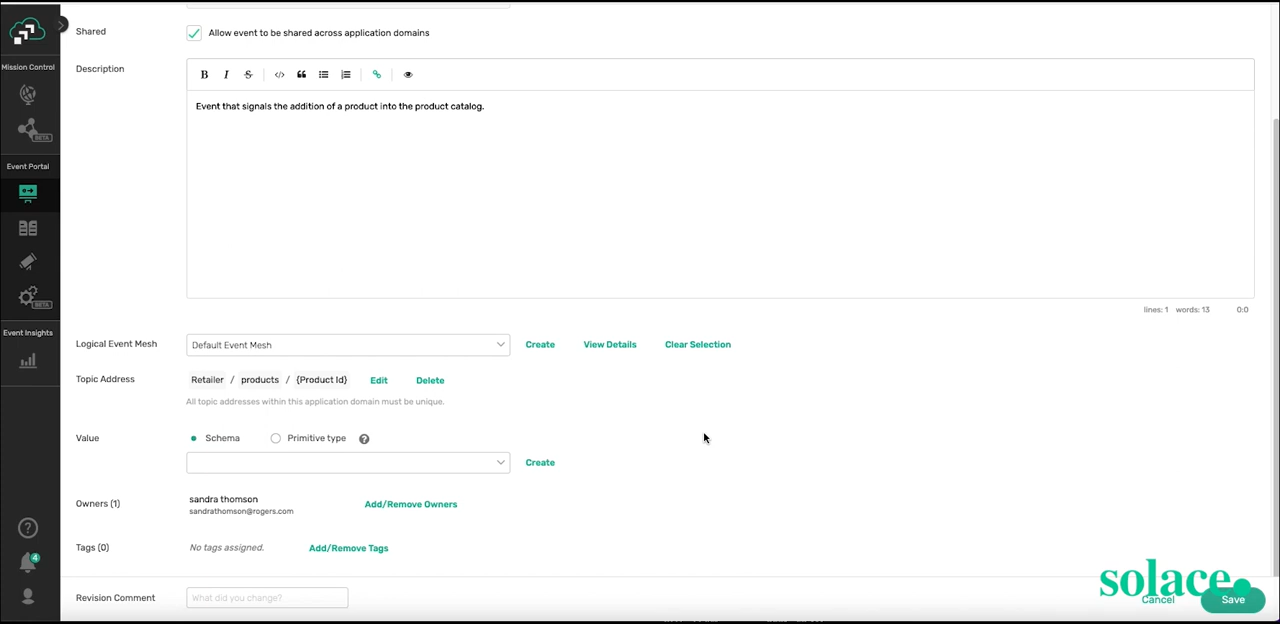 Shared
Allow event to be shared across application domains
Mission Control
Description
B I S
Event that signals the addition of a product into the product catalog.
BETA
Event Portal
BETA
lines: 1 words: 13 0:0
Event Insights
Logical Event Mesh
Default Event Mesh
Create
View Details
Clear Selection
Topic Address
Retailer / products / {Product Id}
Edit
Delete
All topic addresses within this application domain must be unique.
Value
Schema
Primitive type
?
Create
Owners (1)
sandra thomson
sandrathomson@rogers.com
Add/Remove Owners
?
Tags (0)
No tags assigned.
Add/Remove Tags
4
solace
Revision Comment
What did you change?
Cancel
Save